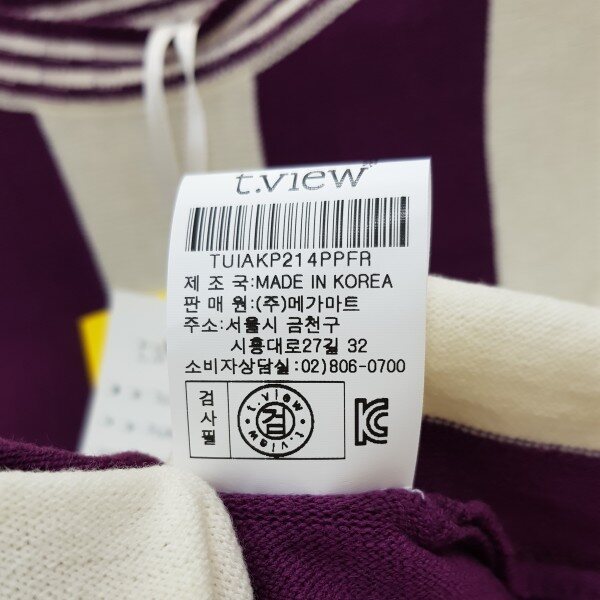 t.view
TUIAKP214PPFR
제 조 국:MADE IN KOREA
판 매 원:(주)메가마트
주소:서울시 금천구
시흥대로27길 32
소비자상담실:02)806-0700
검사필
t.view
검
t.view
KC